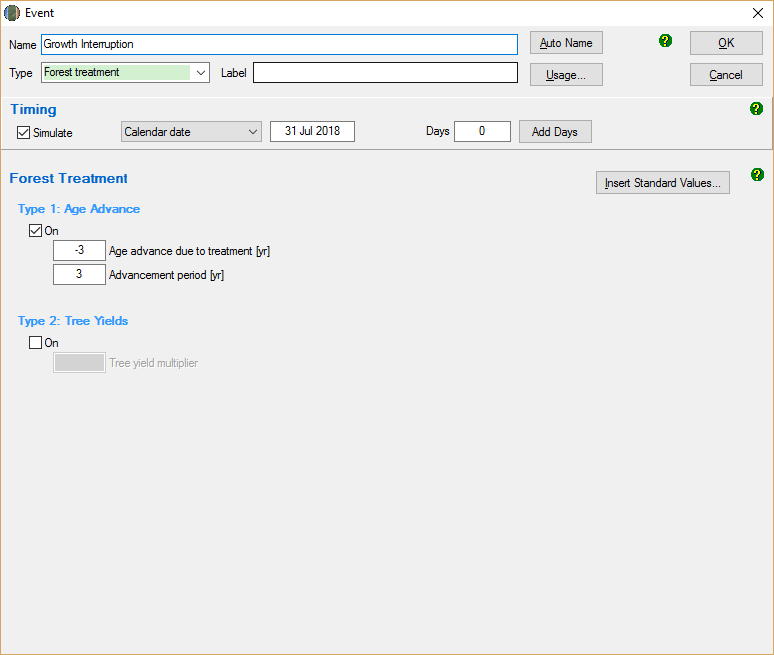 Event
Name Growth Interruption Auto Name ? OK
Type Forest treatment Label Usage... Cancel
Timing ?
Simulate Calendar date 31 Jul 2018 Days 0 Add Days
Forest Treatment Insert Standard Values... ?
Type 1: Age Advance
On
-3 Age advance due to treatment [yr]
3 Advancement period [yr]
Type 2: Tree Yields
On
Tree yield multiplier